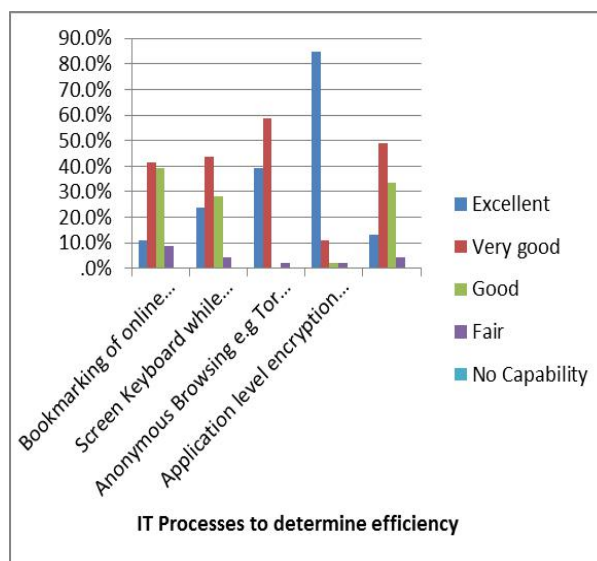 90.0%
80.0%
70.0%
60.0%
50.0%
40.0%
30.0%
20.0%
10.0%
.0%
Excellent
Very good
Good
Fair
No Capability
Bookmarking of online...
Screen Keyboard while...
Anonymous Browsing e.g Tor...
Application level encryption...
IT Processes to determine efficiency